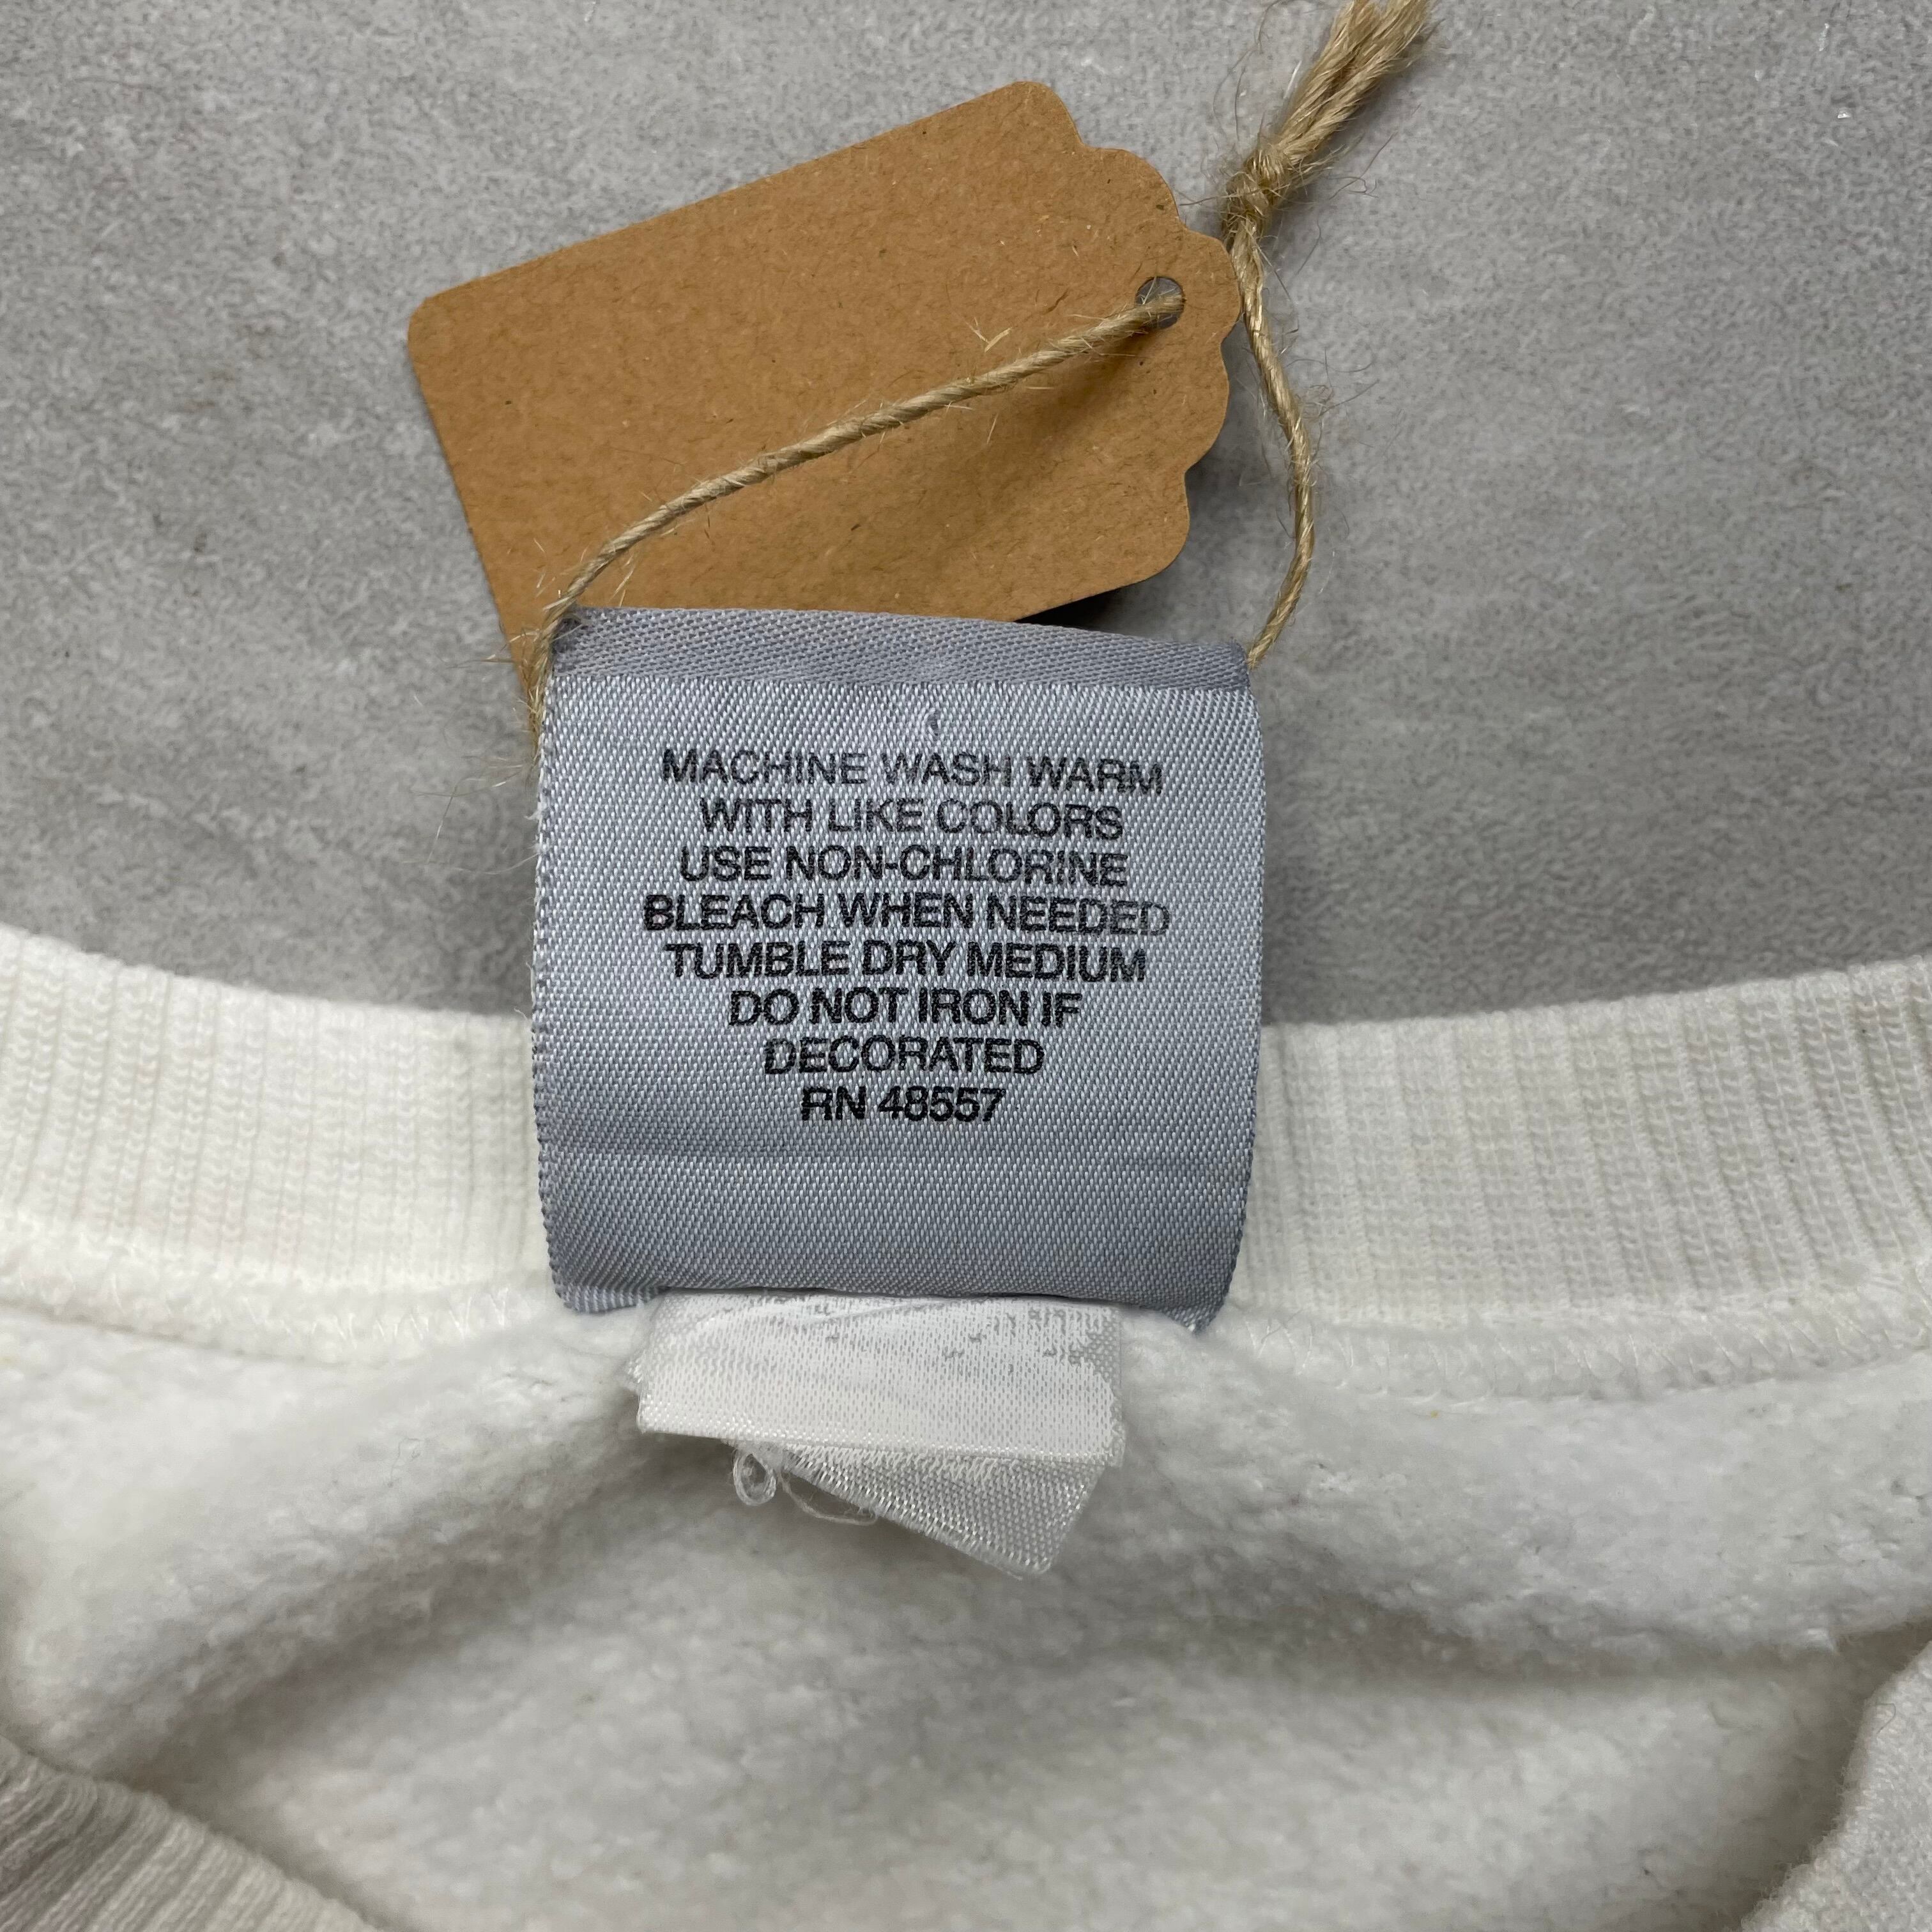 MACHINE WASH WARM
WITH LIKE COLORS
USE NON-CHLORINE
BLEACH WHEN NEEDED
TUMBLE DRY MEDIUM
DO NOT IRON IF
DECORATED
RN 48557